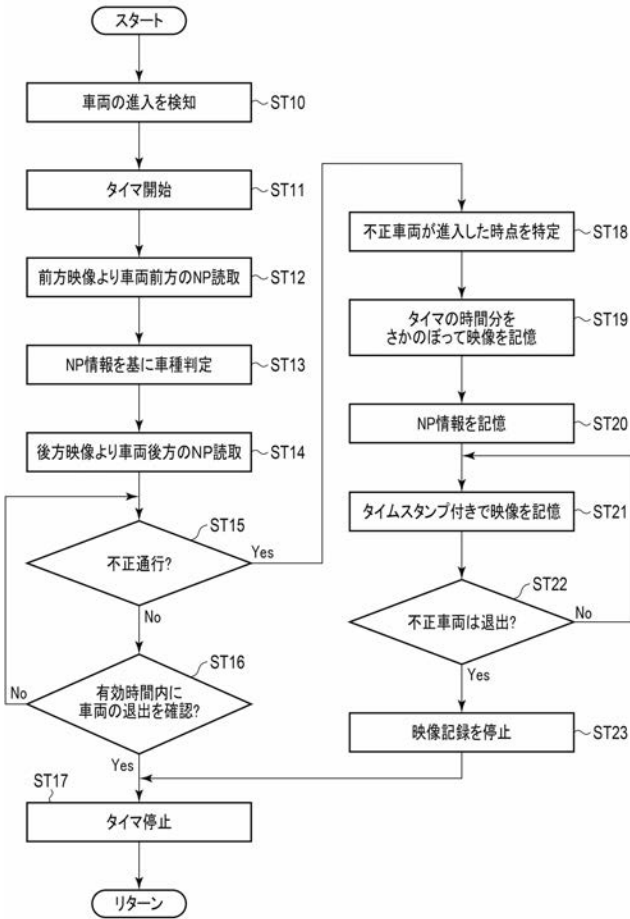 スタート
車両の進入を検知
ST10
タイマ開始
ST11
前方映像より車両前方のNP読取
ST12
NP情報を基に車種判定
ST13
後方映像より車両後方のNP読取
ST14
ST15
不正通行?
Yes
No
ST16
有効時間内に
車両の退出を確認?
No
Yes
ST17
タイマ停止
リターン
不正車両が進入した時点を特定
ST18
タイマの時間分を
さかのぼって映像を記憶
ST19
NP情報を記憶
ST20
タイムスタンプ付きで映像を記憶
ST21
ST22
不正車両は退出?
No
Yes
映像記録を停止
ST23